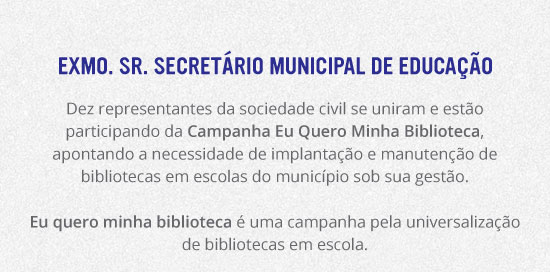 EXMO. SR. SECRETÁRIO MUNICIPAL DE EDUCAÇÃO
Dez representantes da sociedade civil se uniram e estão
participando da Campanha Eu Quero Minha Biblioteca,
apontando a necessidade de implantação e manutenção de
bibliotecas em escolas do município sob sua gestão.
Eu quero minha biblioteca é uma campanha pela universalização
de bibliotecas em escola.